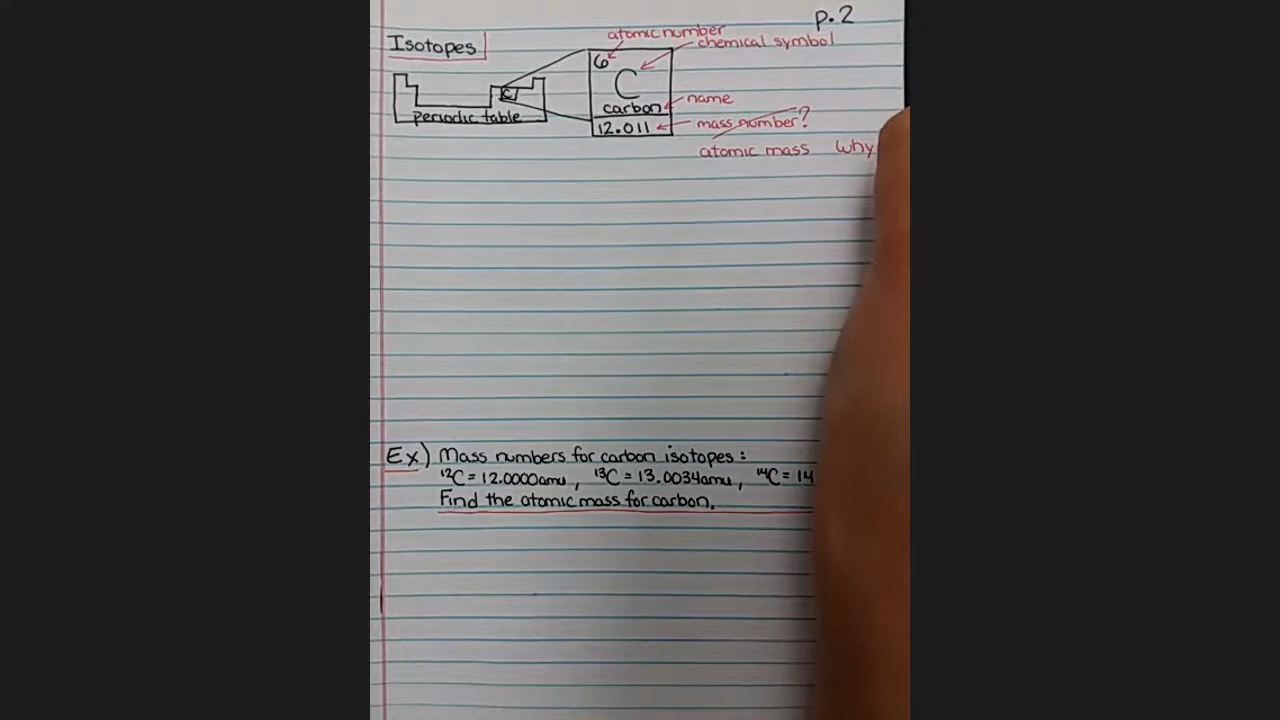 p.2
Isotopes
atomic number
chemical symbol
6
C
carbon
name
C
periodic table
12.011
mass number?
atomic mass Why
Ex) Mass numbers for carbon isotopes:
¹²C = 12.0000amu, ¹³C = 13.0034amu, ¹⁴C = 14
Find the atomic mass for carbon.